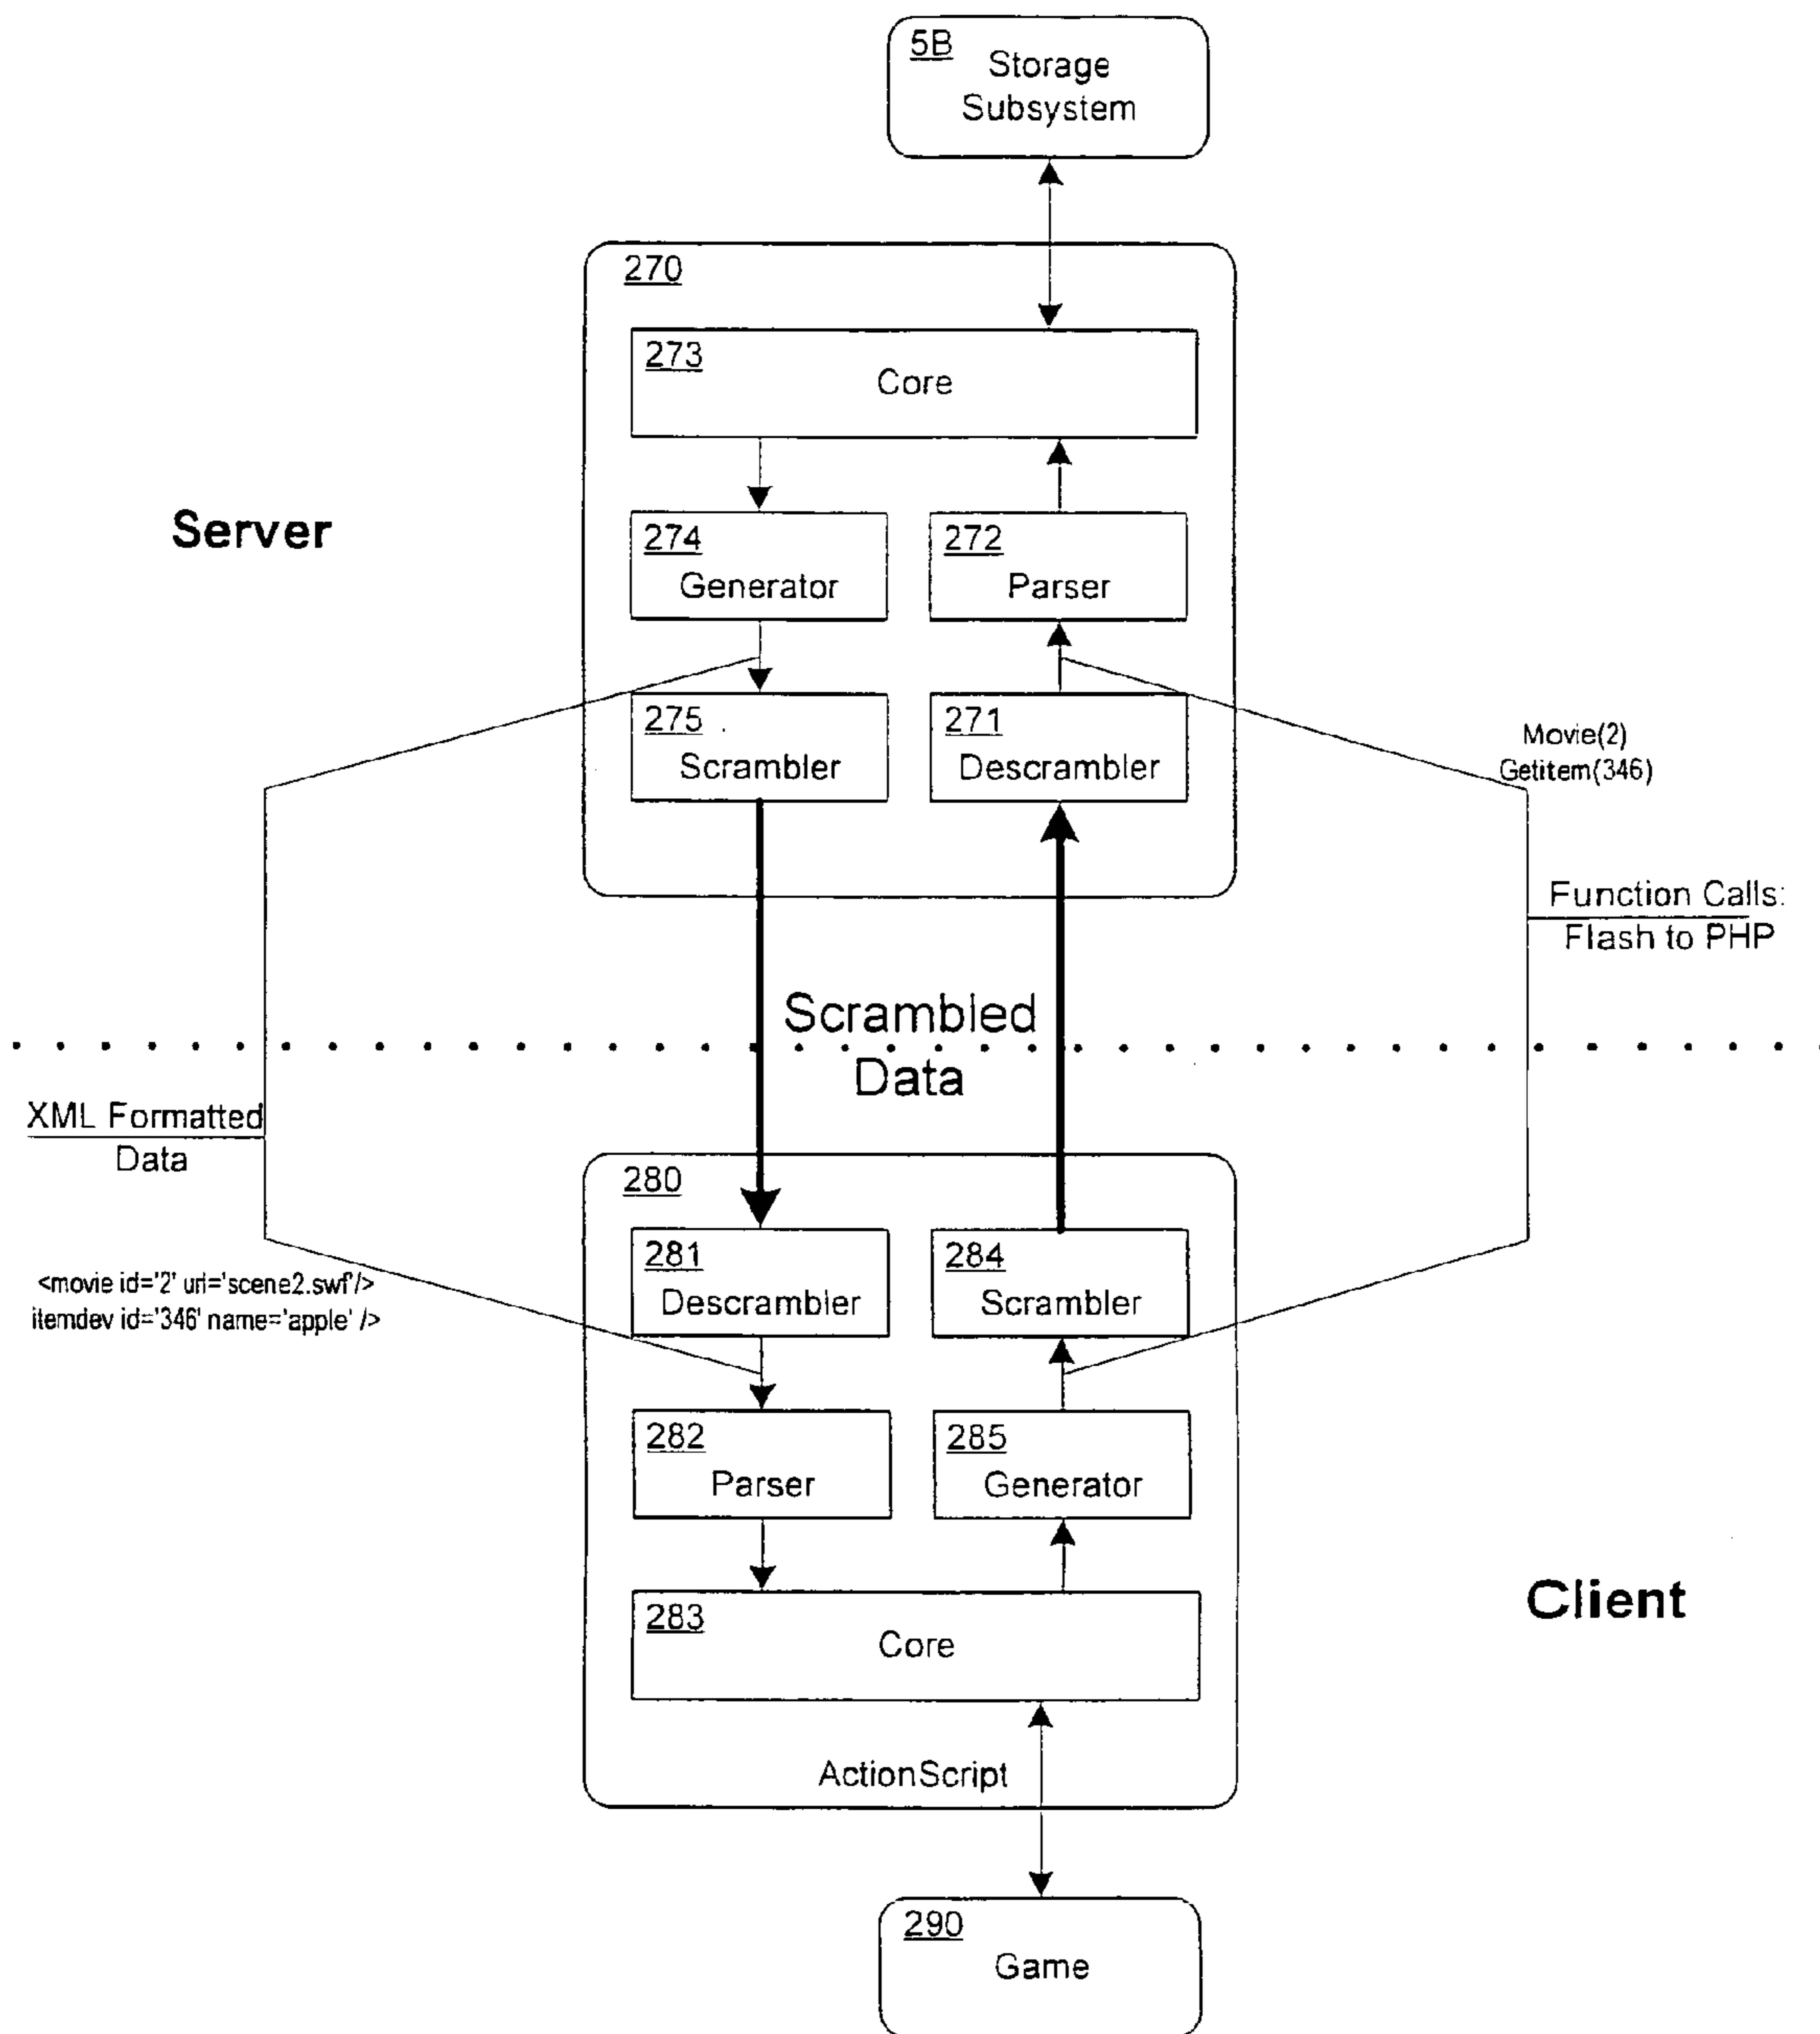 5B
Storage
Subsystem
270
273
Core
Server
274
Generator
272
Parser
275
Scrambler
271
Descrambler
Movie(2)
Getitem(346)
Function Calls:
Flash to PHP
Scrambled
Data
XML Formatted
Data
<movie id='2' url='scene2.swf'/>
itemdev id='346' name='apple' />
280
281
Descrambler
284
Scrambler
282
Parser
285
Generator
283
Core
Client
ActionScript
290
Game